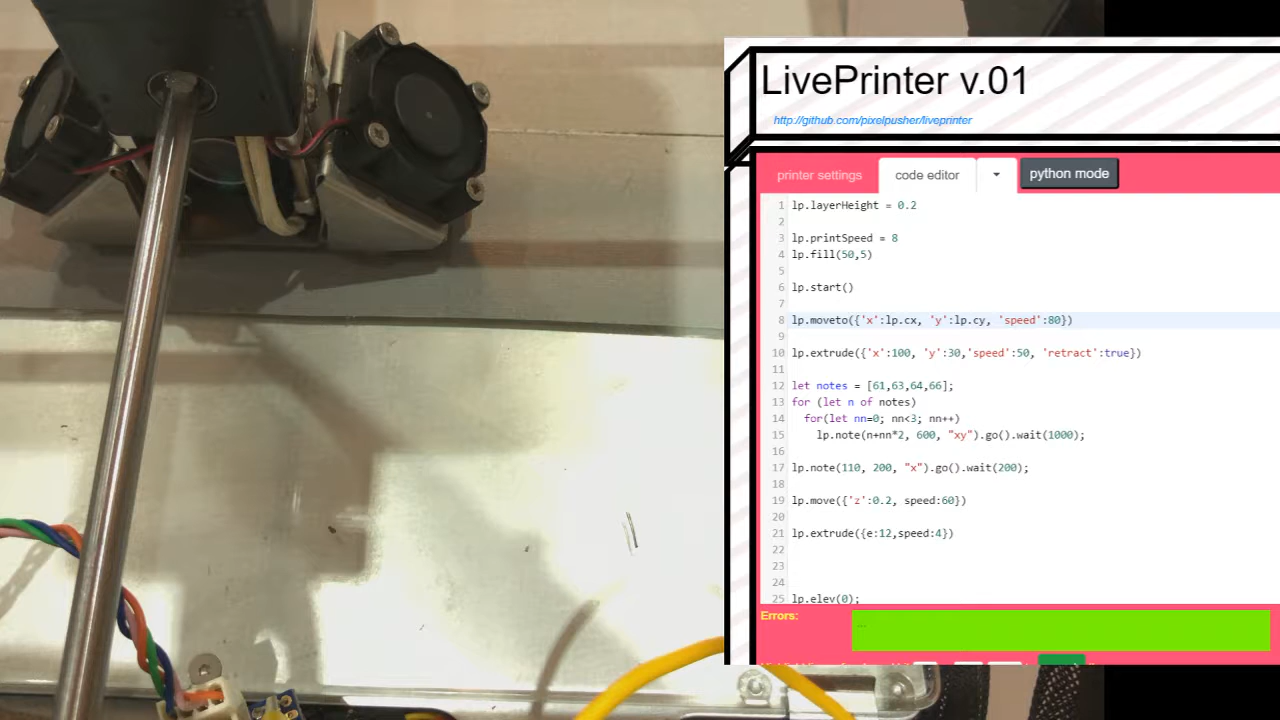 LivePrinter v.01
http://github.com/pixelpusher/liveprinter
printer settings code editor python mode
1 lp.layerHeight = 0.2
2
3 lp.printSpeed = 8
4 lp.fill(50,5)
5
6 lp.start()
7
8 lp.moveto({'x':lp.cx, 'y':lp.cy, 'speed':80})
9
10 lp.extrude({'x':100, 'y':30,'speed':50, 'retract':true})
11
12 let notes = [61,63,64,66];
13 for (let n of notes)
14 for(let nn=0; nn<3; nn++)
15 lp.note(n+nn*2, 600, "xy").go().wait(1000);
16
17 lp.note(110, 200, "x").go().wait(200);
18
19 lp.move({'z':0.2, speed:60})
20
21 lp.extrude({e:12,speed:4})
22
23
24
25 lp.elev(0);
Errors: ...